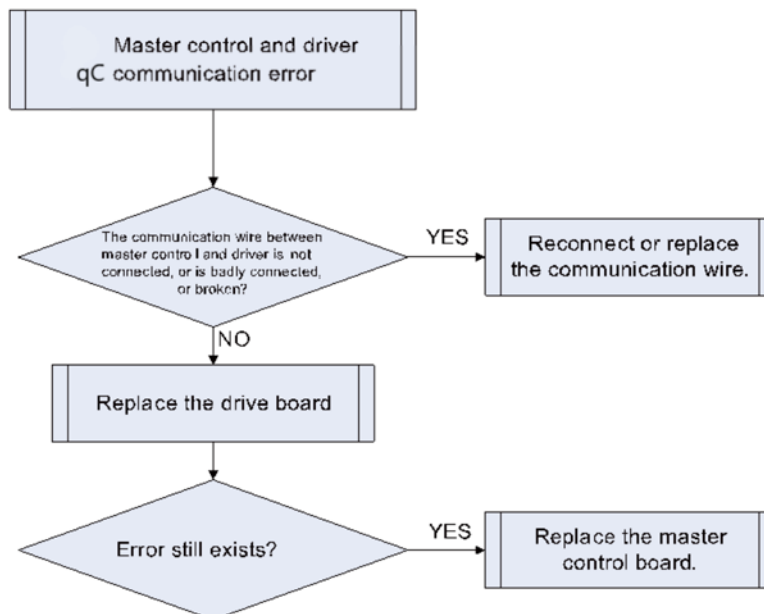 Master control and driver
qC communication error
The communication wire between
master control and driver is not
connected, or is badly connected,
or broken?
YES
Reconnect or replace
the communication wire.
NO
Replace the drive board
Error still exists?
YES
Replace the master
control board.